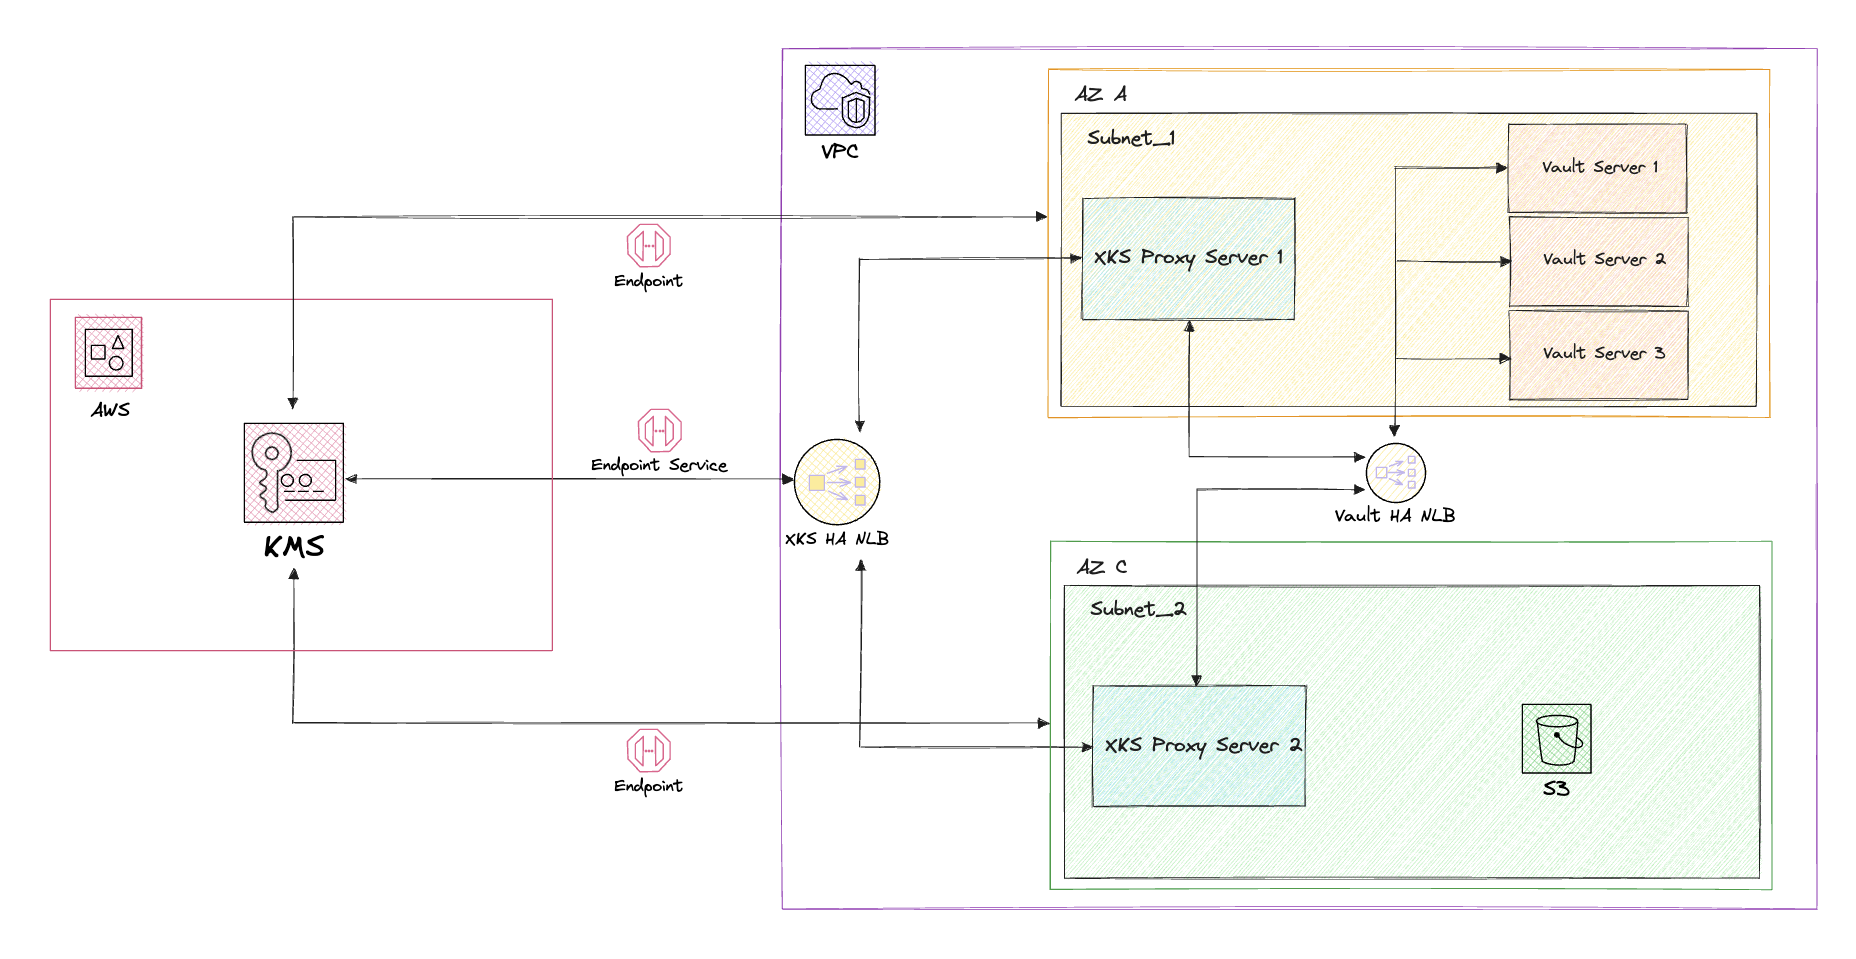 VPC
AZ A
Subnet_1
Vault Server 1
XKS Proxy Server 1
Vault Server 2
Endpoint
Vault Server 3
AWS
Endpoint Service
KMS
XKS HA NLB
Vault HA NLB
AZ C
Subnet_2
XKS Proxy Server 2
Endpoint
S3